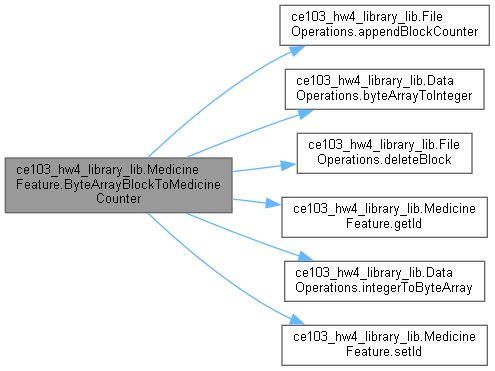 ce103_hw4_library_lib.Medicine
Feature.ByteArrayBlockToMedicine
Counter
ce103_hw4_library_lib.File
Operations.appendBlockCounter
ce103_hw4_library_lib.Data
Operations.byteArrayToInteger
ce103_hw4_library_lib.File
Operations.deleteBlock
ce103_hw4_library_lib.Medicine
Feature.getId
ce103_hw4_library_lib.Data
Operations.integerToByteArray
ce103_hw4_library_lib.Medicine
Feature.setId